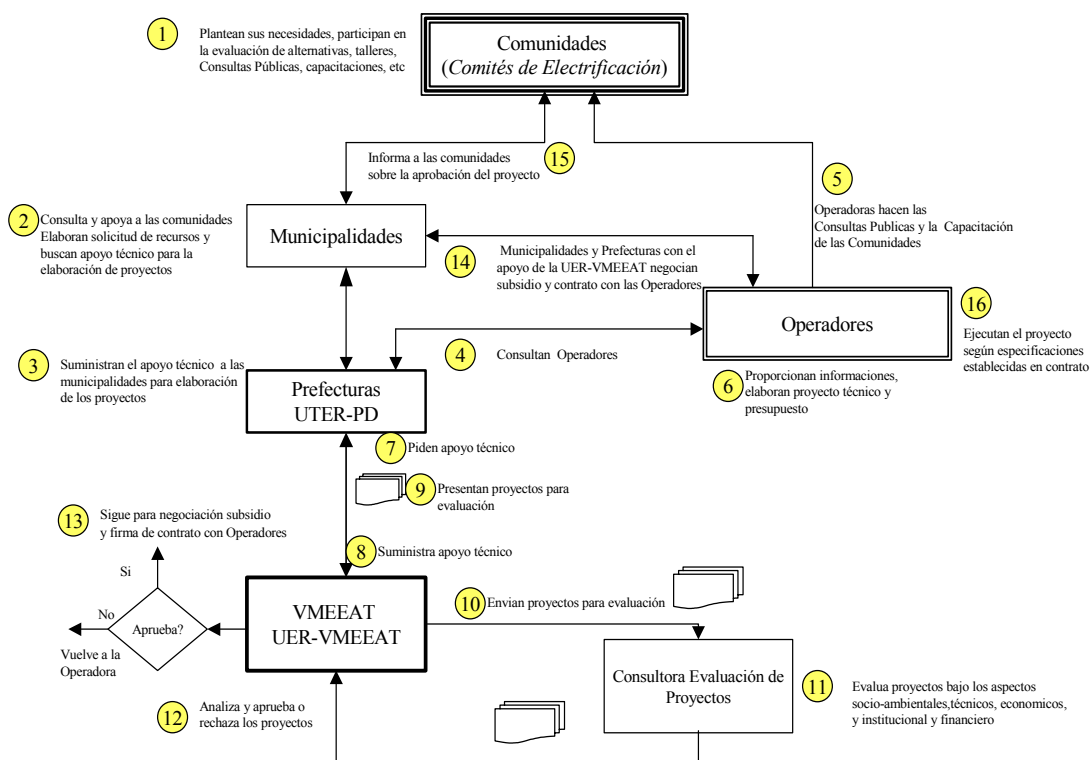 1
Plantean sus necesidades, participan en
la evaluación de alternativas, talleres,
Consultas Públicas, capacitaciones, etc
Comunidades
(Comités de Electrificación)
Informa a las comunidades
sobre la aprobación del proyecto
15
5
Operadoras hacen las
Consultas Publicas y la Capacitación
de las Comunidades
2
Consulta y apoya a las comunidades
Elaboran solicitud de recursos y
buscan apoyo técnico para la
elaboración de proyectos
Municipalidades
14
Municipalidades y Prefecturas con el
apoyo de la UER-VMEEAT negocian
subsidio y contrato con las Operadores
Operadores
16
Ejecutan el proyecto
según especificaciones
establecidas en contrato
3
Suministran el apoyo técnico a las
municipalidades para elaboración
de los proyectos
4
Consultan Operadores
Prefecturas
UTER-PD
6
Proporcionan informaciones,
elaboran proyecto técnico y
presupuesto
7
Piden apoyo técnico
9
Presentan proyectos para
evaluación
13
Sigue para negociación subsidio
y firma de contrato con Operadores
8
Suministra apoyo técnico
Si
No
Aprueba?
Vuelve a la
Operadora
VMEEAT
UER-VMEEAT
10
Envian proyectos para evaluación
Consultora Evaluación de
Proyectos
11
Evalua proyectos bajo los aspectos
socio-ambientales,técnicos, economicos,
y institucional y financiero
12
Analiza y aprueba o
rechaza los proyectos